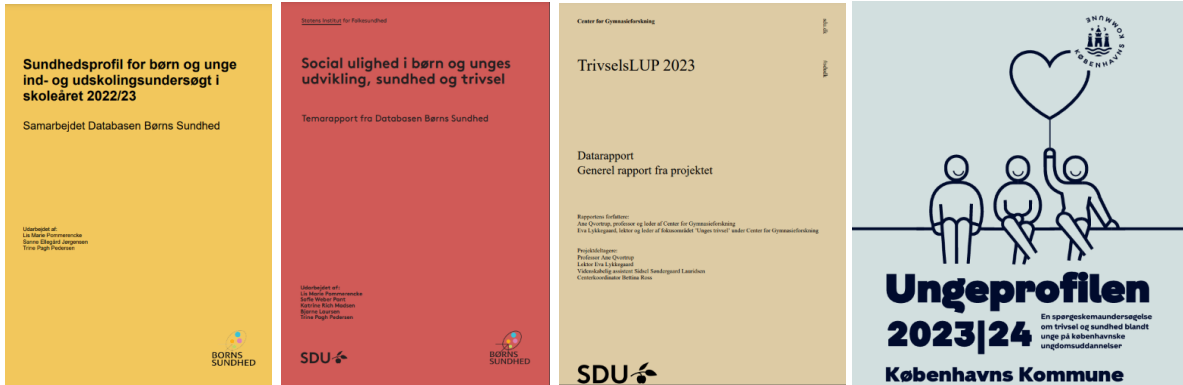 Sundhedsprofil for børn og unge
ind- og udskolingsundersøgt i
skoleåret 2022/23
Samarbejdet Databasen Børns Sundhed
Udarbejdet af:
Lis Marie Pommerencke
Sanne Ellegård Jørgensen
Trine Pagh Pedersen
BØRNS
SUNDHED
Statens Institut for Folkesundhed
Social ulighed i børn og unges
udvikling, sundhed og trivsel
Temarapport fra Databasen Børns Sundhed
Udarbejdet af:
Lis Marie Pommerencke
Sofie Weber Pant
Katrine Rich Madsen
Bjarne Laursen
Trine Pagh Pedersen
SDU
BØRNS
SUNDHED
Center for Gymnasieforskning
sdu.dk
#sdudk
TrivselsLUP 2023
Datarapport
Generel rapport fra projektet
Rapportens forfattere:
Ane Qvortrup, professor og leder af Center for Gymnasieforskning
Eva Lykkegaard, lektor og leder af fokusområdet "Unges trivsel" under Center for Gymnasieforskning
Projektdeltagere:
Professor Ane Qvortrup
Lektor Eva Lykkegaard
Videnskabelig assistent Sidsel Søndergaard Lauridsen
Centerkoordinator Bettina Ross
SDU
KØBENHAVNS KOMMUNE
Ungeprofilen
2023|24
En spørgeskemaundersøgelse
om trivsel og sundhed blandt
unge på københavnske
ungdomsuddannelser
Københavns Kommune